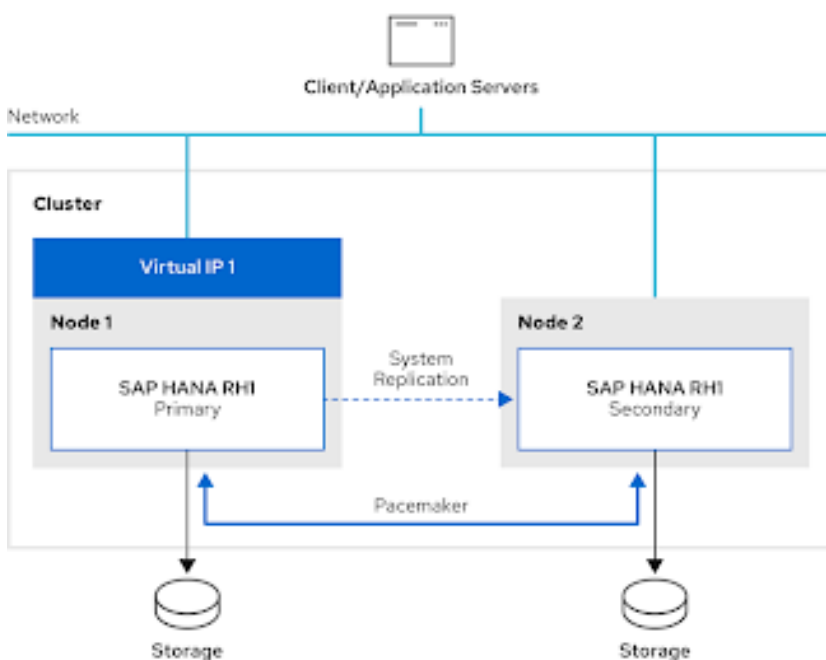 Client/Application Servers
Network
Cluster
Virtual IP 1
Node 1
Node 2
System
Replication
SAP HANA RH1
Primary
SAP HANA RH1
Secondary
Pacemaker
Storage
Storage